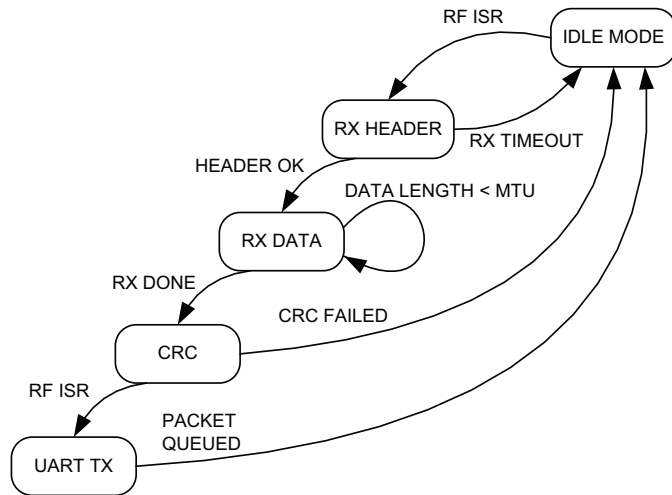 RF ISR
IDLE MODE
RX HEADER
RX TIMEOUT
HEADER OK
DATA LENGTH < MTU
RX DATA
RX DONE
CRC FAILED
CRC
RF ISR
PACKET
QUEUED
UART TX